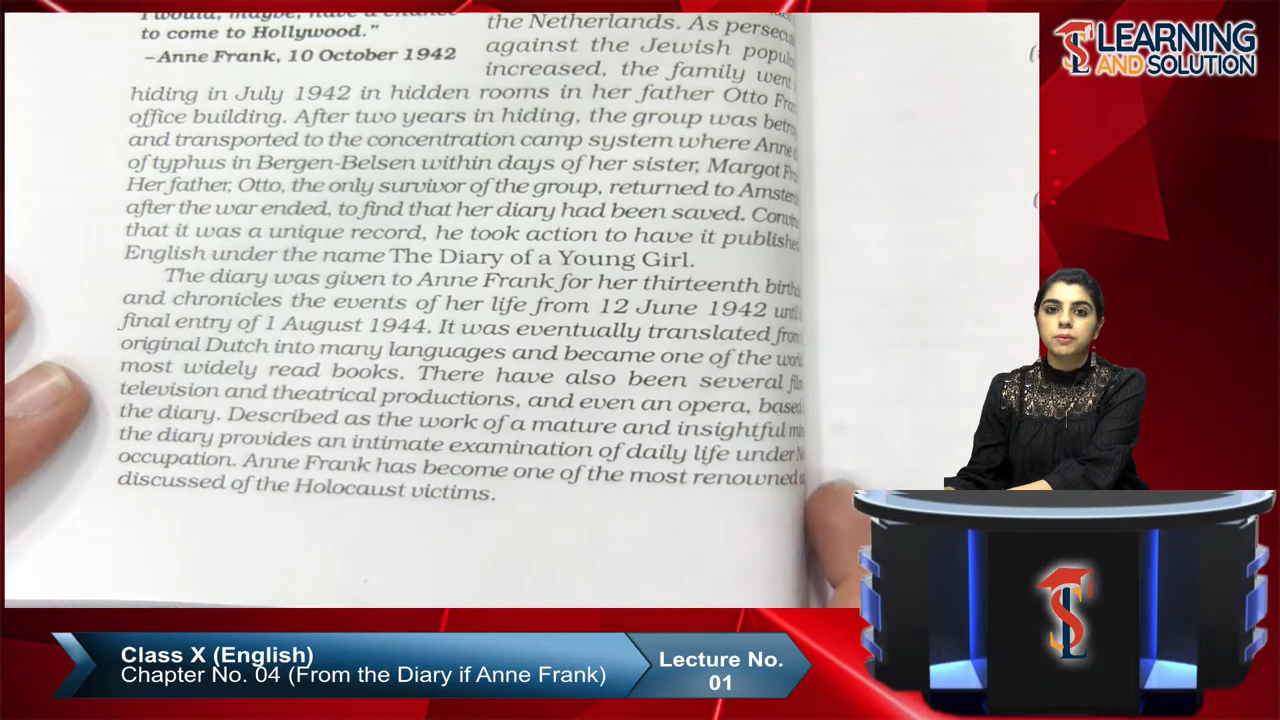 I would, maybe, have a chance
to come to Hollywood."
–Anne Frank, 10 October 1942
the Netherlands. As persecu
against the Jewish popul
increased, the family went
hiding in July 1942 in hidden rooms in her father Otto Fra
office building. After two years in hiding, the group was betra
and transported to the concentration camp system where Anne
of typhus in Bergen-Belsen within days of her sister, Margot Fra
Her father, Otto, the only survivor of the group, returned to Amsterd
after the war ended, to find that her diary had been saved. Convin
that it was a unique record, he took action to have it published
English under the name The Diary of a Young Girl.
The diary was given to Anne Frank for her thirteenth birthd
and chronicles the events of her life from 12 June 1942 until
final entry of 1 August 1944. It was eventually translated from
original Dutch into many languages and became one of the worl
most widely read books. There have also been several fil
television and theatrical productions, and even an opera, based
the diary. Described as the work of a mature and insightful min
the diary provides an intimate examination of daily life under N
occupation. Anne Frank has become one of the most renowned a
discussed of the Holocaust victims.
LEARNING
AND SOLUTION
Class X (English)
Chapter No. 04 (From the Diary if Anne Frank)
Lecture No.
01